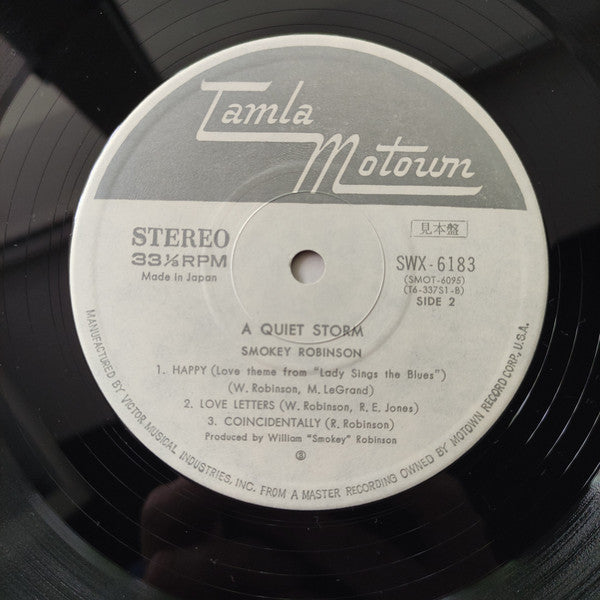 Tamla
Motown
STEREO
33⅓RPM
Made in Japan
見本盤
SWX-6183
(SMOT-6095)
(T6-337S1-B)
SIDE 2
A QUIET STORM
SMOKEY ROBINSON
1. HAPPY (Love theme from "Lady Sings the Blues")
(W. Robinson, M. LeGrand)
2. LOVE LETTERS (W. Robinson, R. E. Jones)
3. COINCIDENTALLY (R. Robinson)
Produced by William "Smokey" Robinson
MANUFACTURED BY VICTOR MUSICAL INDUSTRIES, INC. FROM A MASTER RECORDING OWNED BY MOTOWN RECORD CORP., U.S.A.